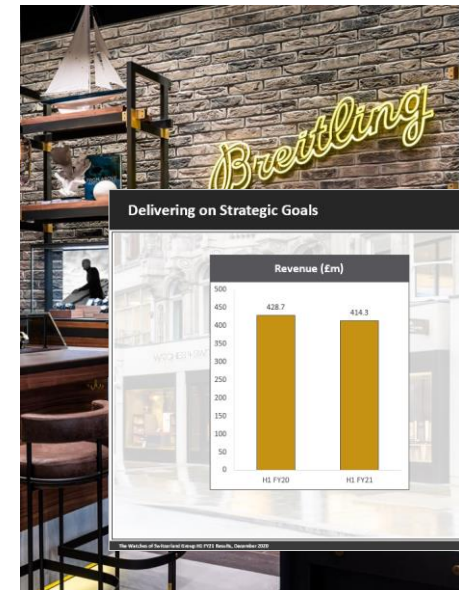 Breitling
Delivering on Strategic Goals
Revenue (£m)
500
450
400
350
300
250
200
150
100
50
0
428.7
414.3
H1 FY20
H1 FY21
The Watches of Switzerland Group H1 FY21 Results, December 2020